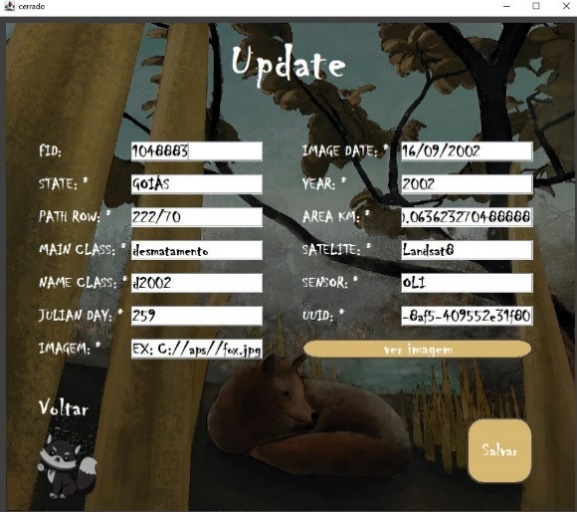 cerrado
Update
FID: 1048883 IMAGE DATE: * 16/09/2002
STATE: * GOIÁS YEAR: * 2002
PATH ROW: * 222/70 AREA KM: * 0.063623270488888
MAIN CLASS: * desmatamento SATELITE: * Landsat8
NAME CLASS: * d2002 SENSOR: * OLI
JULIAN DAY: * 259 UUID: * -8af5-409552e31f80
IMAGEM: * EX: C://aps//fox.jpg ver imagem
Voltar
Salvar